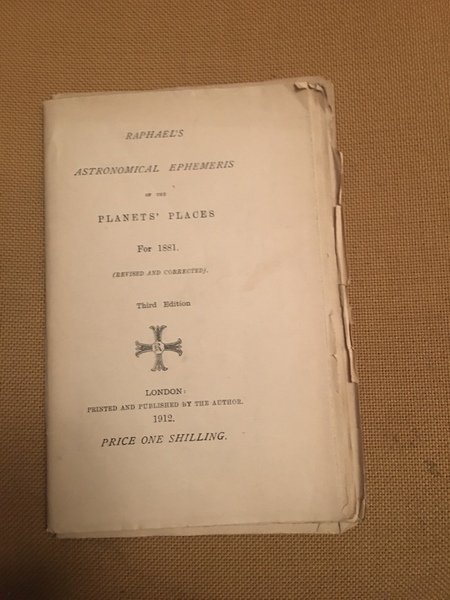 RAPHAEL'S
ASTRONOMICAL EPHEMERIS
OF THE
PLANETS' PLACES
For 1881.
(REVISED AND CORRECTED).
Third Edition
R
LONDON:
PRINTED AND PUBLISHED BY THE AUTHOR.
1912.
PRICE ONE SHILLING.